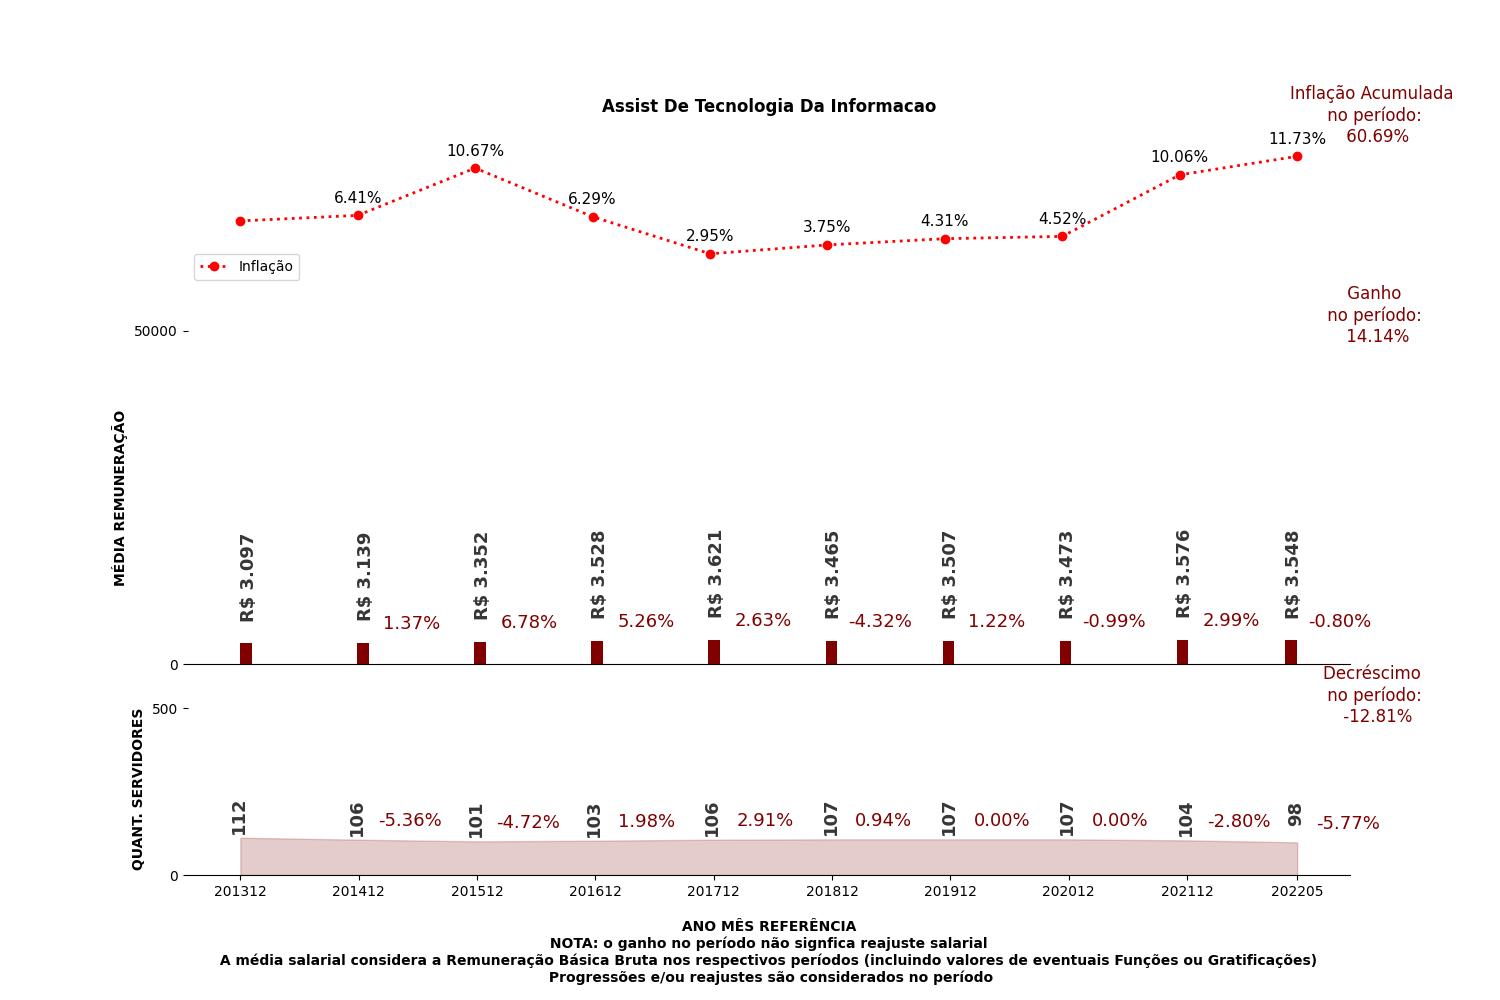 Assist De Tecnologia Da Informacao
Inflação Acumulada
no período:
60.69%
6.41%
10.67%
6.29%
2.95%
3.75%
4.31%
4.52%
10.06%
11.73%
Inflação
Ganho
no período:
14.14%
50000
0
MÉDIA REMUNERAÇÃO
R$ 3.097
R$ 3.139
R$ 3.352
R$ 3.528
R$ 3.621
R$ 3.465
R$ 3.507
R$ 3.473
R$ 3.576
R$ 3.548
1.37%
6.78%
5.26%
2.63%
-4.32%
1.22%
-0.99%
2.99%
-0.80%
Decréscimo
no período:
-12.81%
500
0
QUANT. SERVIDORES
112
106
101
103
106
107
107
107
104
98
-5.36%
-4.72%
1.98%
2.91%
0.94%
0.00%
0.00%
-2.80%
-5.77%
201312
201412
201512
201612
201712
201812
201912
202012
202112
202205
ANO MÊS REFERÊNCIA
NOTA: o ganho no período não signfica reajuste salarial
A média salarial considera a Remuneração Básica Bruta nos respectivos períodos (incluindo valores de eventuais Funções ou Gratificações)
Progressões e/ou reajustes são considerados no período